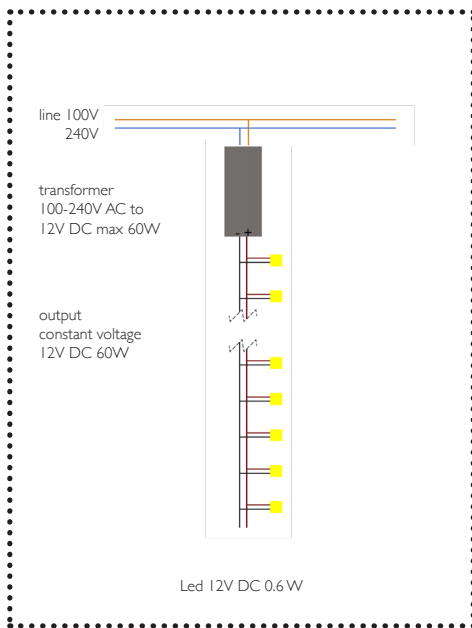 line 100V
240V
transformer
100-240V AC to
12V DC max 60W
- +
output
constant voltage
12V DC 60W
Led 12V DC 0.6 W